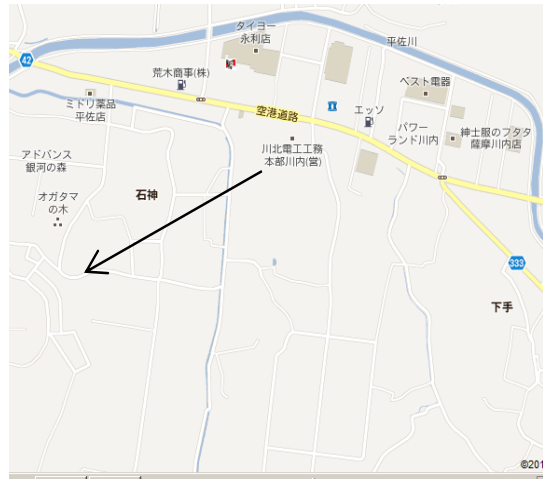 タイヨー
永利店
平佐川
42
荒木商事(株)
ベスト電器
ミドリ薬品
平佐店
空港道路
エッソ
パワー
ランド川内
紳士服のフタタ
薩摩川内店
川北電工工務
本部川内(営)
アドバンス
銀河の森
オガタマ
の木
石神
333
下手
©201